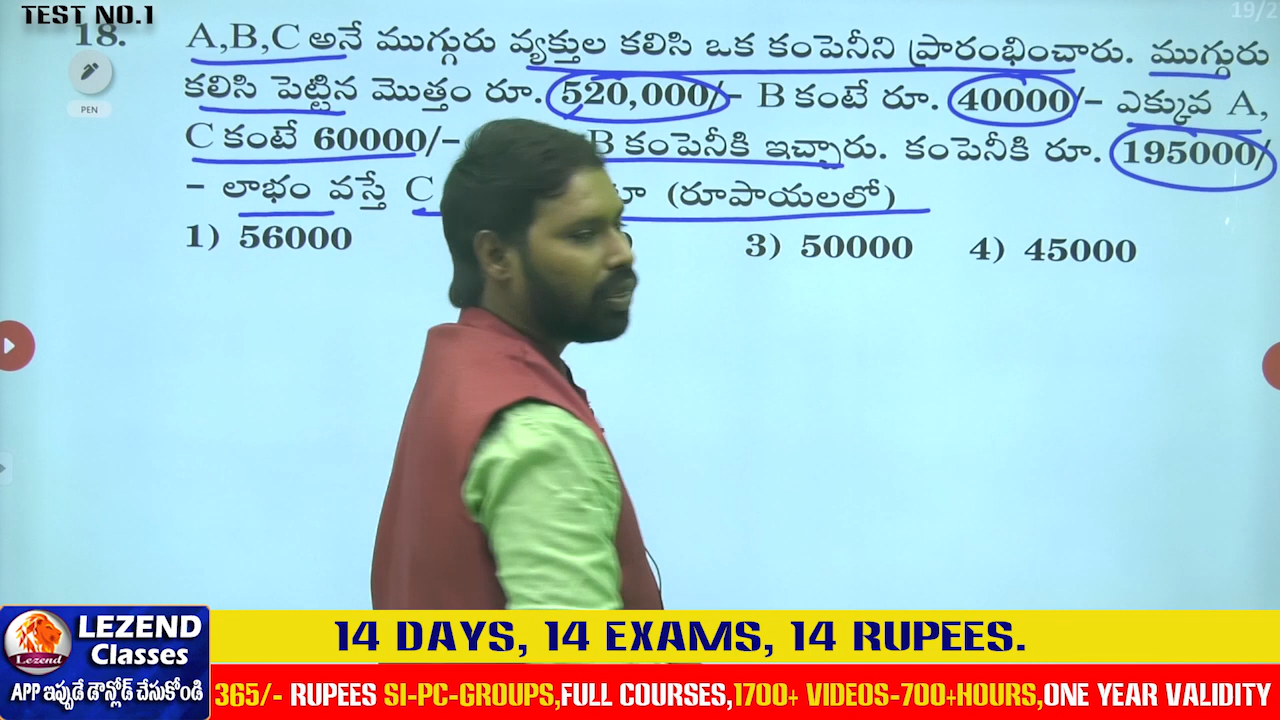 TEST NO.1
19/2
18. A,B,C అనే ముగ్గురు వ్యక్తుల కలిసి ఒక కంపెనీని ప్రారంభించారు. ముగ్గురు
PEN
కలిసి పెట్టిన మొత్తం రూ. 520,000/- B కంటే రూ. 40000/- ఎక్కువ A,
C కంటే 60000/- B కంపెనీకి ఇచ్చారు. కంపెనీకి రూ. 195000/
- లాభం వస్తే C (రూపాయలలో)
1) 56000 3) 50000 4) 45000
LEZEND
Classes
Lezend
APP ఇప్పుడే డౌన్లోడ్ చేసుకోండి
14 DAYS, 14 EXAMS, 14 RUPEES.
365/- RUPEES SI-PC-GROUPS,FULL COURSES,1700+ VIDEOS-700+HOURS,ONE YEAR VALIDITY